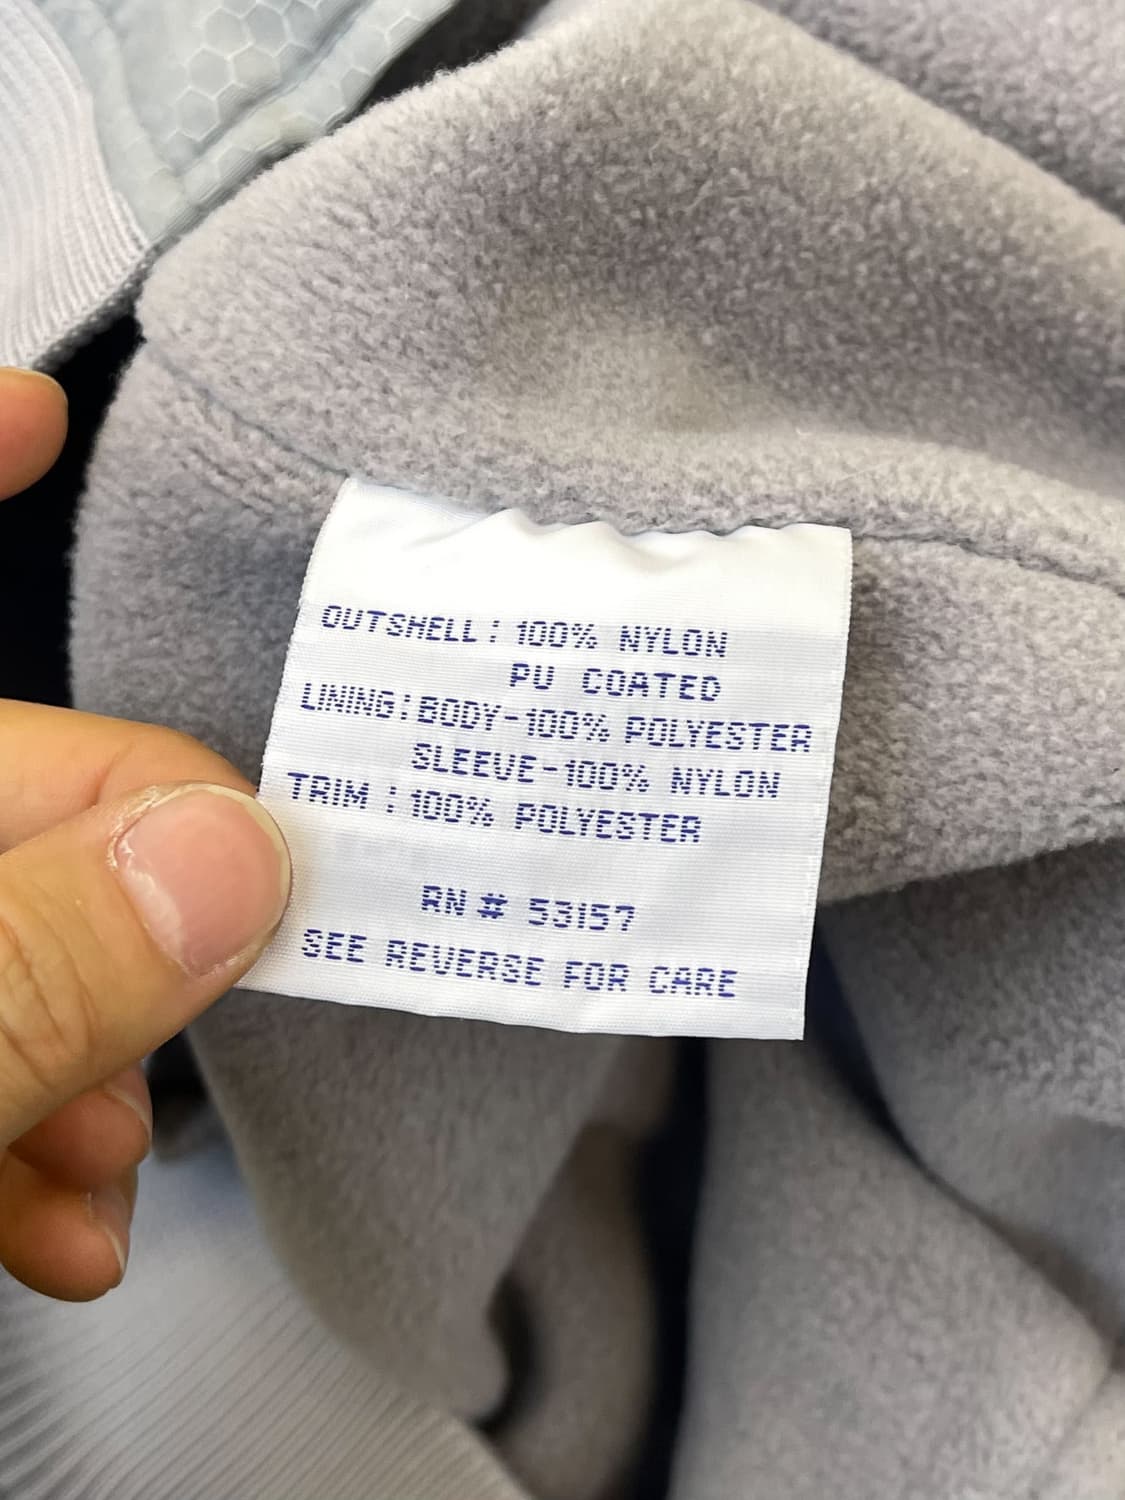 OUTSHELL: 100% NYLON
PU COATED
LINING: BODY-100% POLYESTER
SLEEVE-100% NYLON
TRIM : 100% POLYESTER
RN # 53157
SEE REVERSE FOR CARE